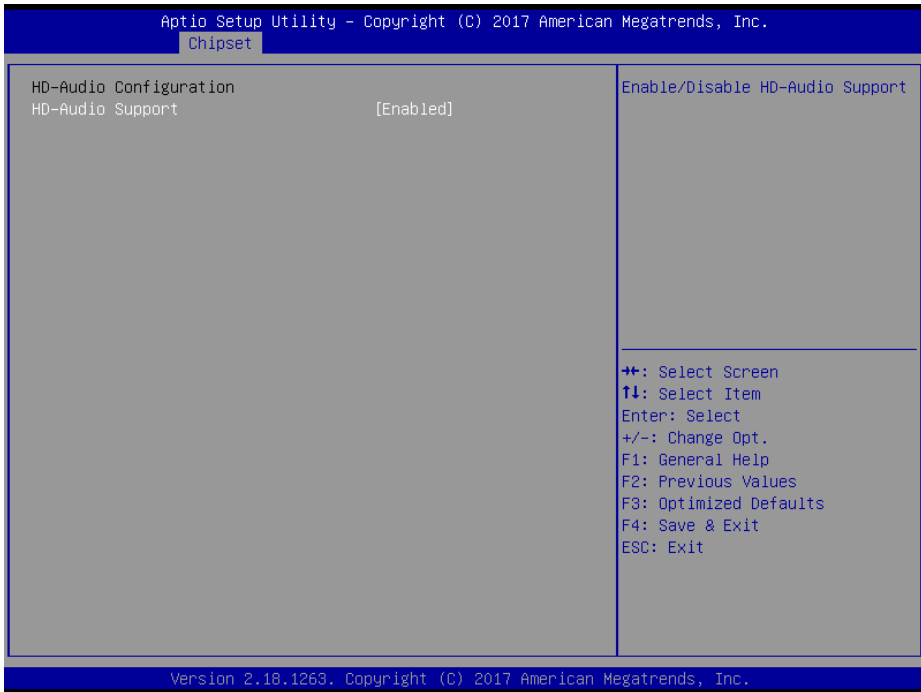 Aptio Setup Utility – Copyright (C) 2017 American Megatrends, Inc.
Chipset
HD-Audio Configuration
HD-Audio Support [Enabled]
Enable/Disable HD-Audio Support
→←: Select Screen
↑↓: Select Item
Enter: Select
+/-: Change Opt.
F1: General Help
F2: Previous Values
F3: Optimized Defaults
F4: Save & Exit
ESC: Exit
Version 2.18.1263. Copyright (C) 2017 American Megatrends, Inc.